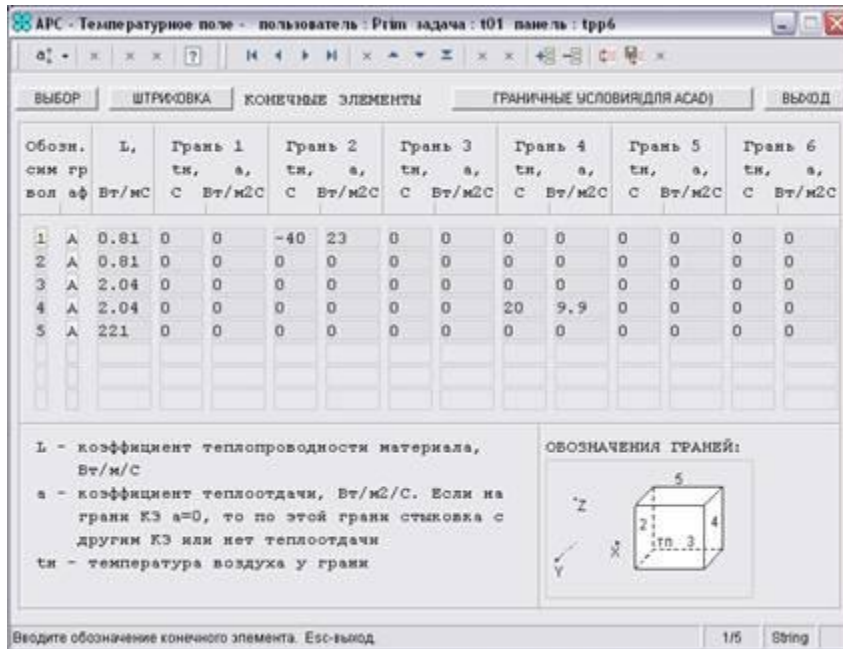 АРС - Температурное поле - пользователь : Prim задача : t01 панель : tpp6
ВЫБОР ШТРИХОВКА КОНЕЧНЫЕ ЭЛЕМЕНТЫ ГРАНИЧНЫЕ УСЛОВИЯ(ДЛЯ ACAD) ВЫХОД
Обозн. L, Грань 1 Грань 2 Грань 3 Грань 4 Грань 5 Грань 6
сим гр tн, a, tн, a, tн, a, tн, a, tн, a, tн, a,
вол аф Вт/мС С Вт/м2С С Вт/м2С С Вт/м2С С Вт/м2С С Вт/м2С С Вт/м2С
1 А 0.81 0 0 -40 23 0 0 0 0 0 0 0 0
2 А 0.81 0 0 0 0 0 0 0 0 0 0 0 0
3 А 2.04 0 0 0 0 0 0 0 0 0 0 0 0
4 А 2.04 0 0 0 0 0 0 20 9.9 0 0 0 0
5 А 221 0 0 0 0 0 0 0 0 0 0 0 0
L - коэффициент теплопроводности материала,
Вт/м/С
a - коэффициент теплоотдачи, Вт/м2/С. Если на
грани КЭ a=0, то по этой грани стыковка с
другим КЭ или нет теплоотдачи
tн - температура воздуха у грани
ОБОЗНАЧЕНИЯ ГРАНЕЙ:
5
Z
2 4
X тп 3
Y
Вводите обозначение конечного элемента. Esc-выход 1/5 String